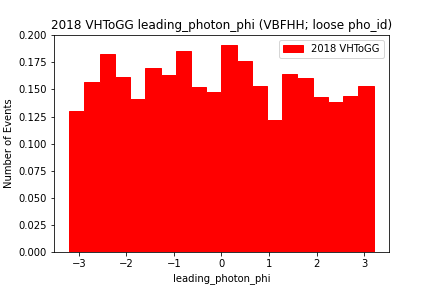 2018 VHToGG leading_photon_phi (VBFHH; loose pho_id)
2018 VHToGG
Number of Events
0.200
0.175
0.150
0.125
0.100
0.075
0.050
0.025
0.000
−3 −2 −1 0 1 2 3
leading_photon_phi